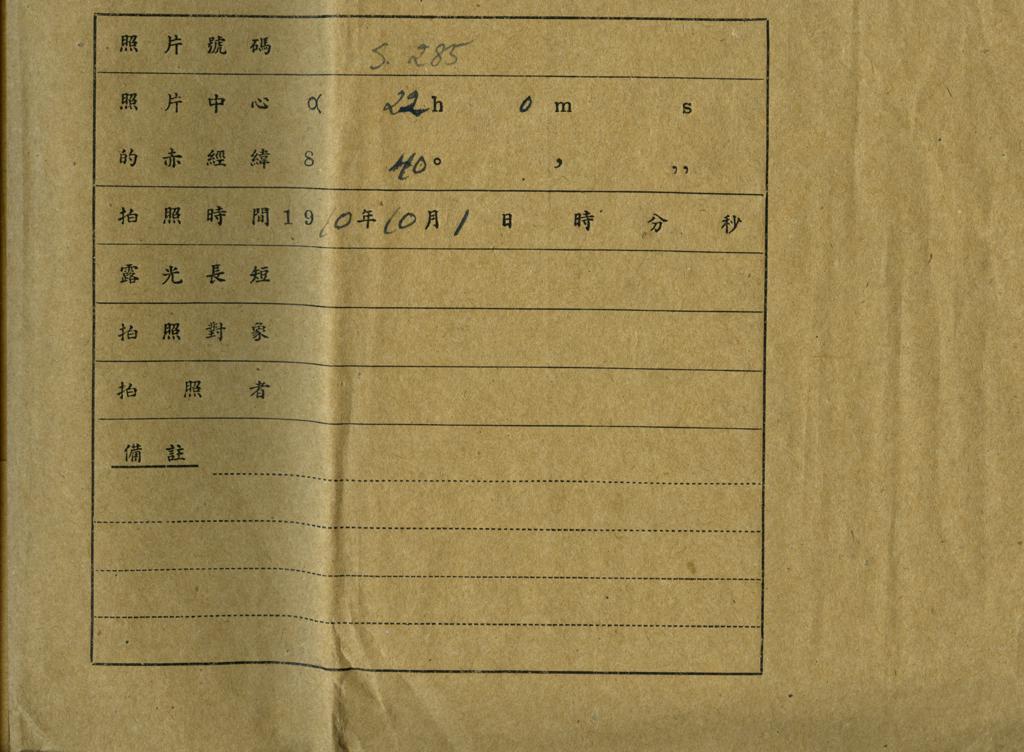 照片號碼 S. 285
照片中心 α 22h 0m s
的赤經緯 δ 40° ’ ’’
拍照時間1910年10月1日 時 分 秒
露光長短
拍照對象
拍照者
備註